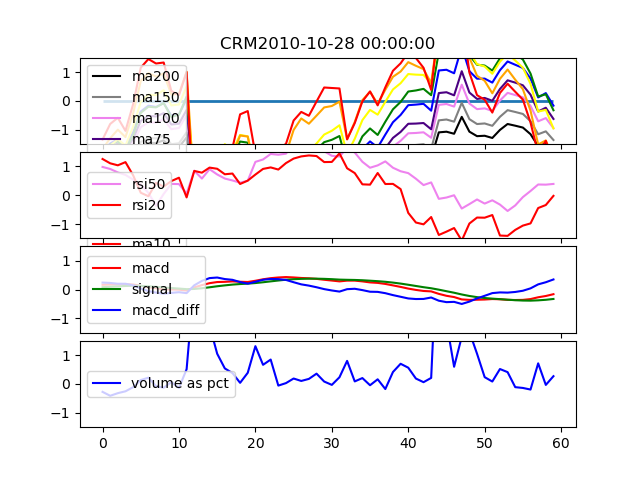 CRM2010-10-28 00:00:00
1
0
−1
ma200
ma150
ma100
ma75
1
0
−1
rsi50
rsi20
ma10
1
0
−1
macd
signal
macd_diff
1
0
−1
volume as pct
0 10 20 30 40 50 60